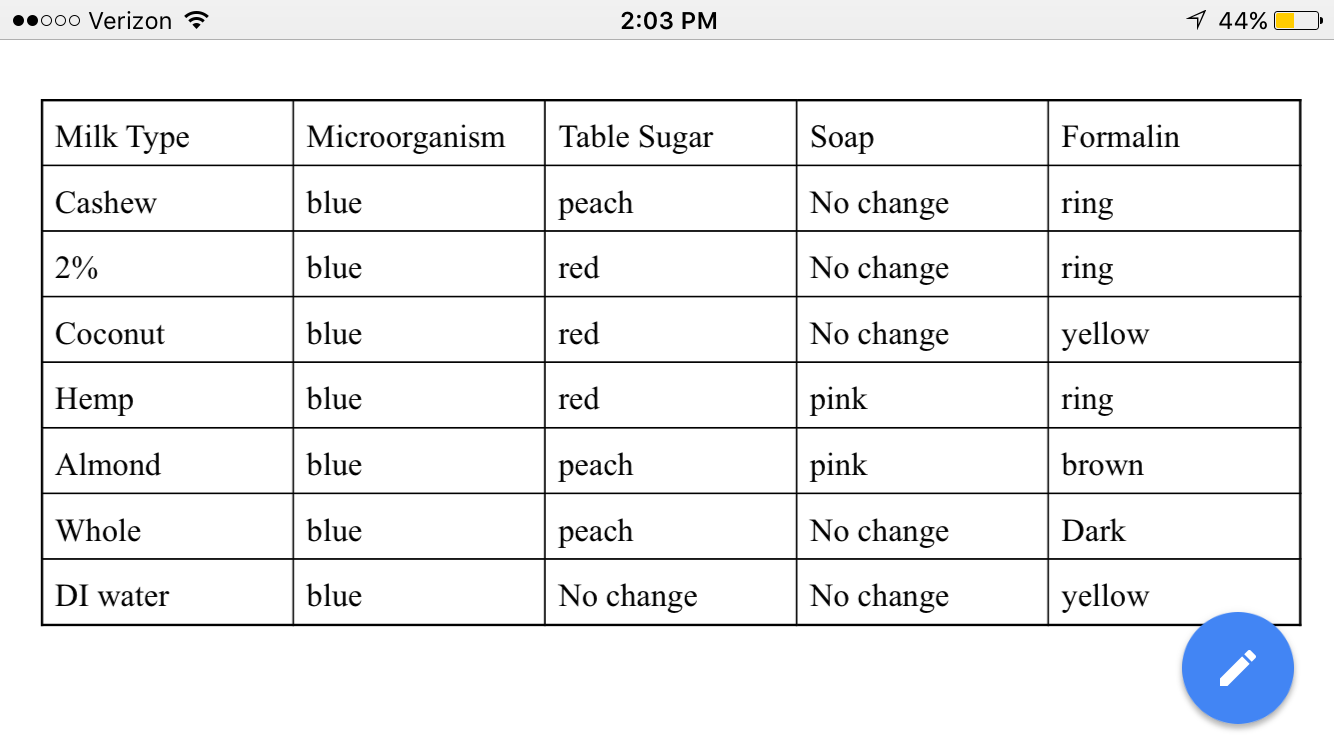 Verizon 2:03 PM 44%
Milk Type Microorganism Table Sugar Soap Formalin
Cashew blue peach No change ring
2% blue red No change ring
Coconut blue red No change yellow
Hemp blue red pink ring
Almond blue peach pink brown
Whole blue peach No change Dark
DI water blue No change No change yellow